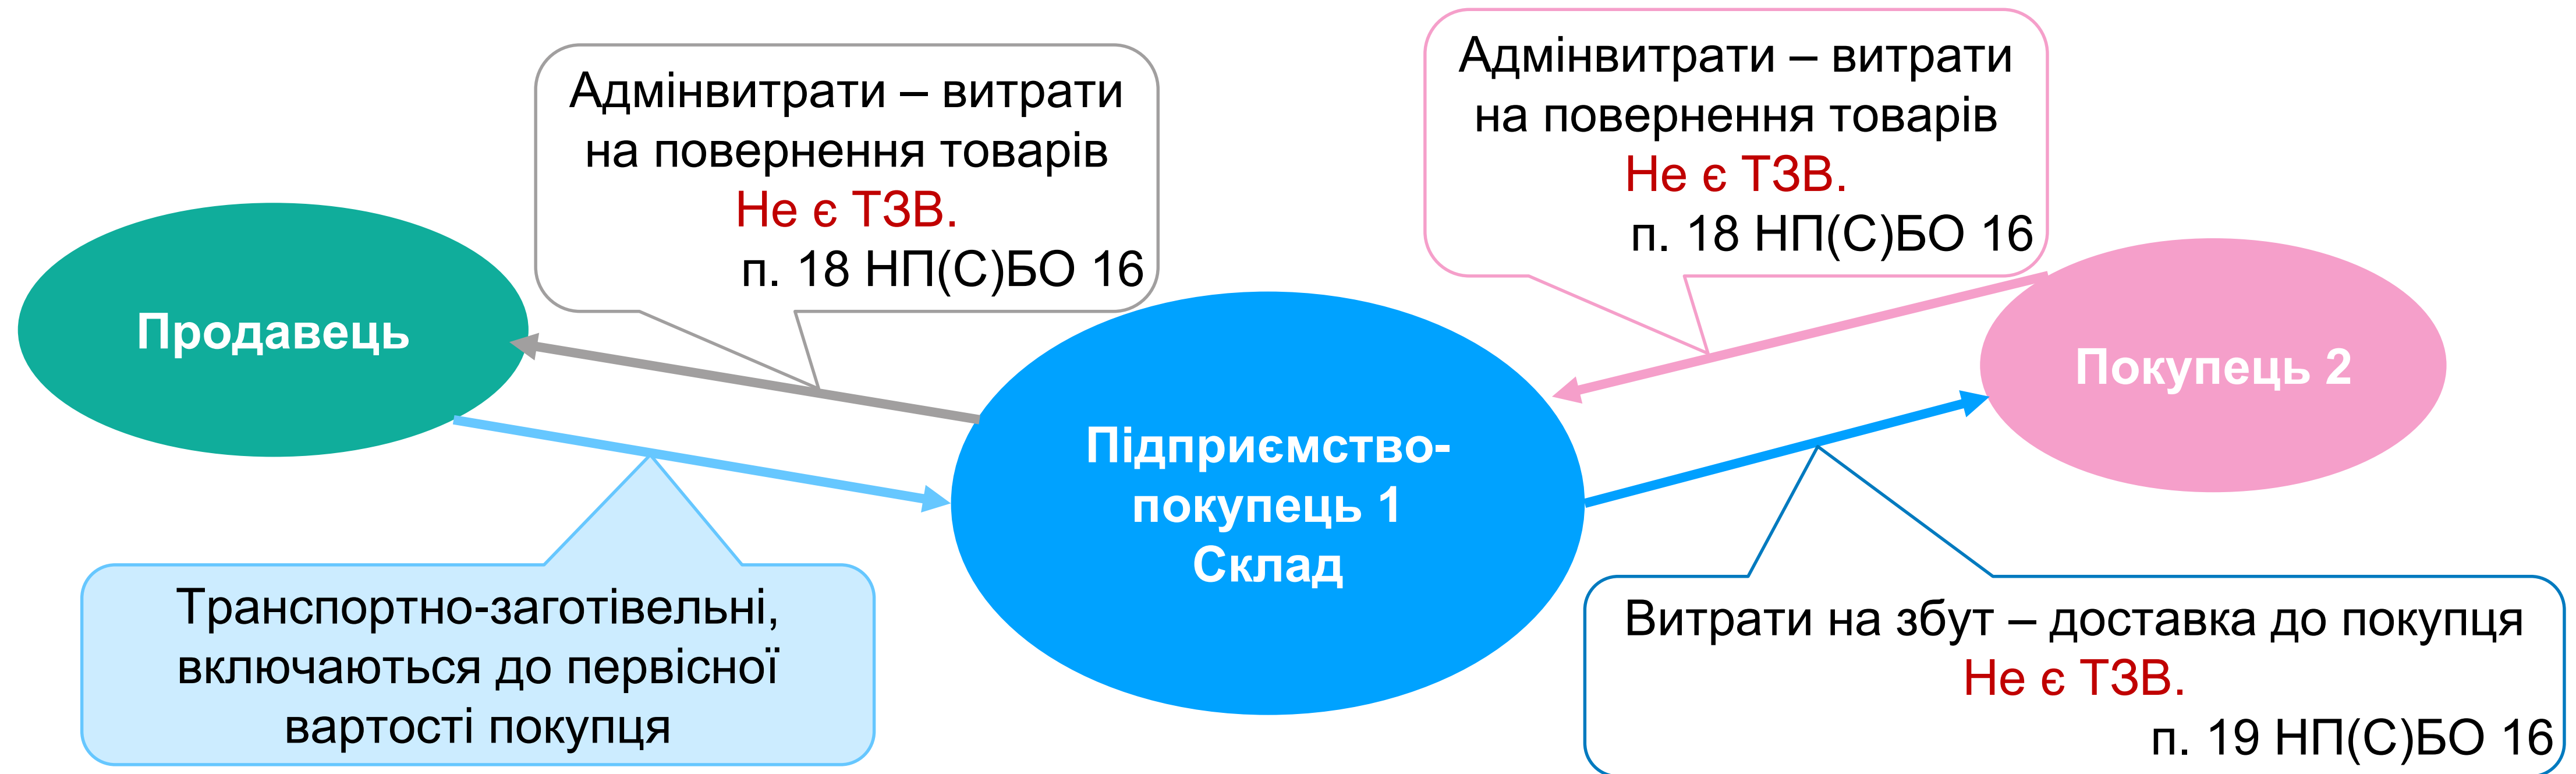 Адмінвитрати – витрати
на повернення товарів
Не є ТЗВ.
п. 18 НП(С)БО 16
Адмінвитрати – витрати
на повернення товарів
Не є ТЗВ.
п. 18 НП(С)БО 16
Продавець
Підприємство-
покупець 1
Склад
Покупець 2
Транспортно-заготівельні,
включаються до первісної
вартості покупця
Витрати на збут – доставка до покупця
Не є ТЗВ.
п. 19 НП(С)БО 16